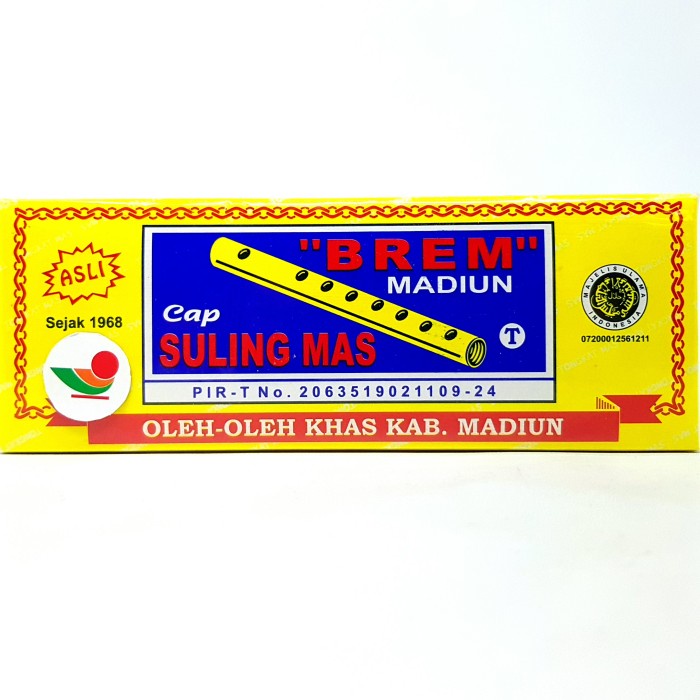 ASLI
Sejak 1968
"BREM"
MADIUN
Cap
SULING MAS
T
PIR-T No. 2063519021109-24
MAJELIS ULAMA
INDONESIA
07200012561211
OLEH-OLEH KHAS KAB. MADIUN